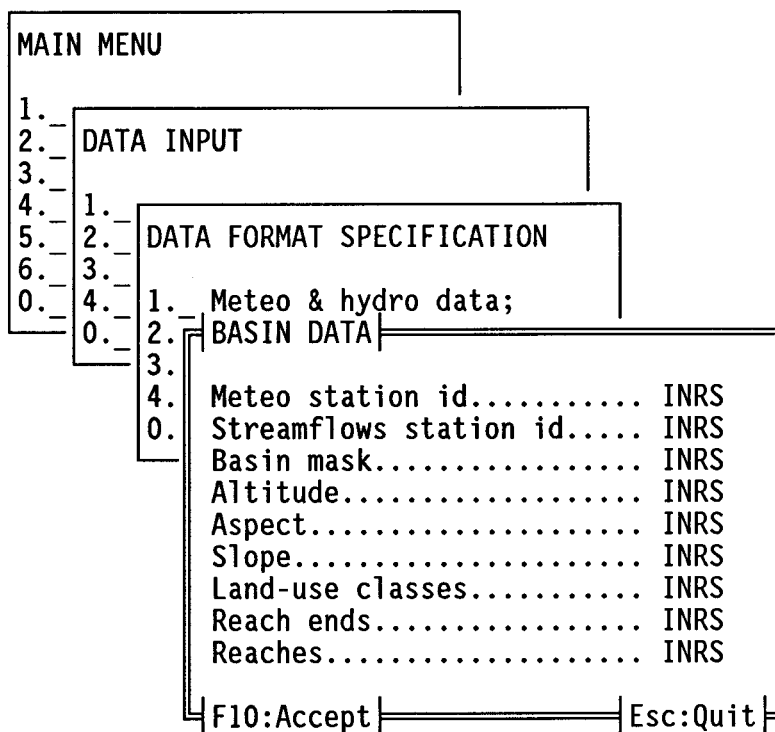 MAIN MENU
1._
2._ DATA INPUT
3._
4._ 1._
5._ 2._ DATA FORMAT SPECIFICATION
6._ 3._
0._ 4._ 1._ Meteo & hydro data;
0._ 2. BASIN DATA
3.
4. Meteo station id........... INRS
0. Streamflows station id..... INRS
Basin mask................. INRS
Altitude................... INRS
Aspect..................... INRS
Slope...................... INRS
Land-use classes........... INRS
Reach ends................. INRS
Reaches.................... INRS
F10:Accept Esc:Quit